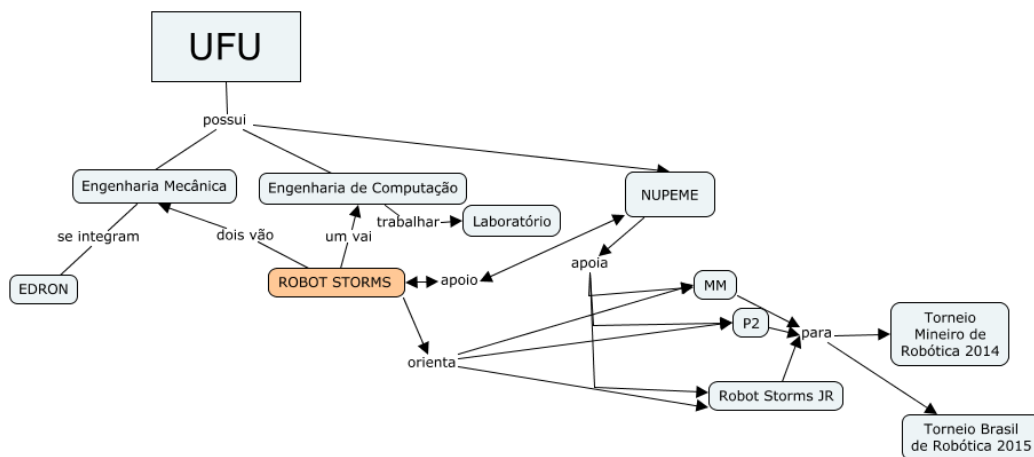 UFU
possui
Engenharia Mecânica
Engenharia de Computação
NUPEME
trabalhar
Laboratório
se integram
dois vão
um vai
apoia
EDRON
ROBOT STORMS
apoio
MM
P2
para
Torneio
Mineiro de
Robótica 2014
orienta
Robot Storms JR
Torneio Brasil
de Robótica 2015